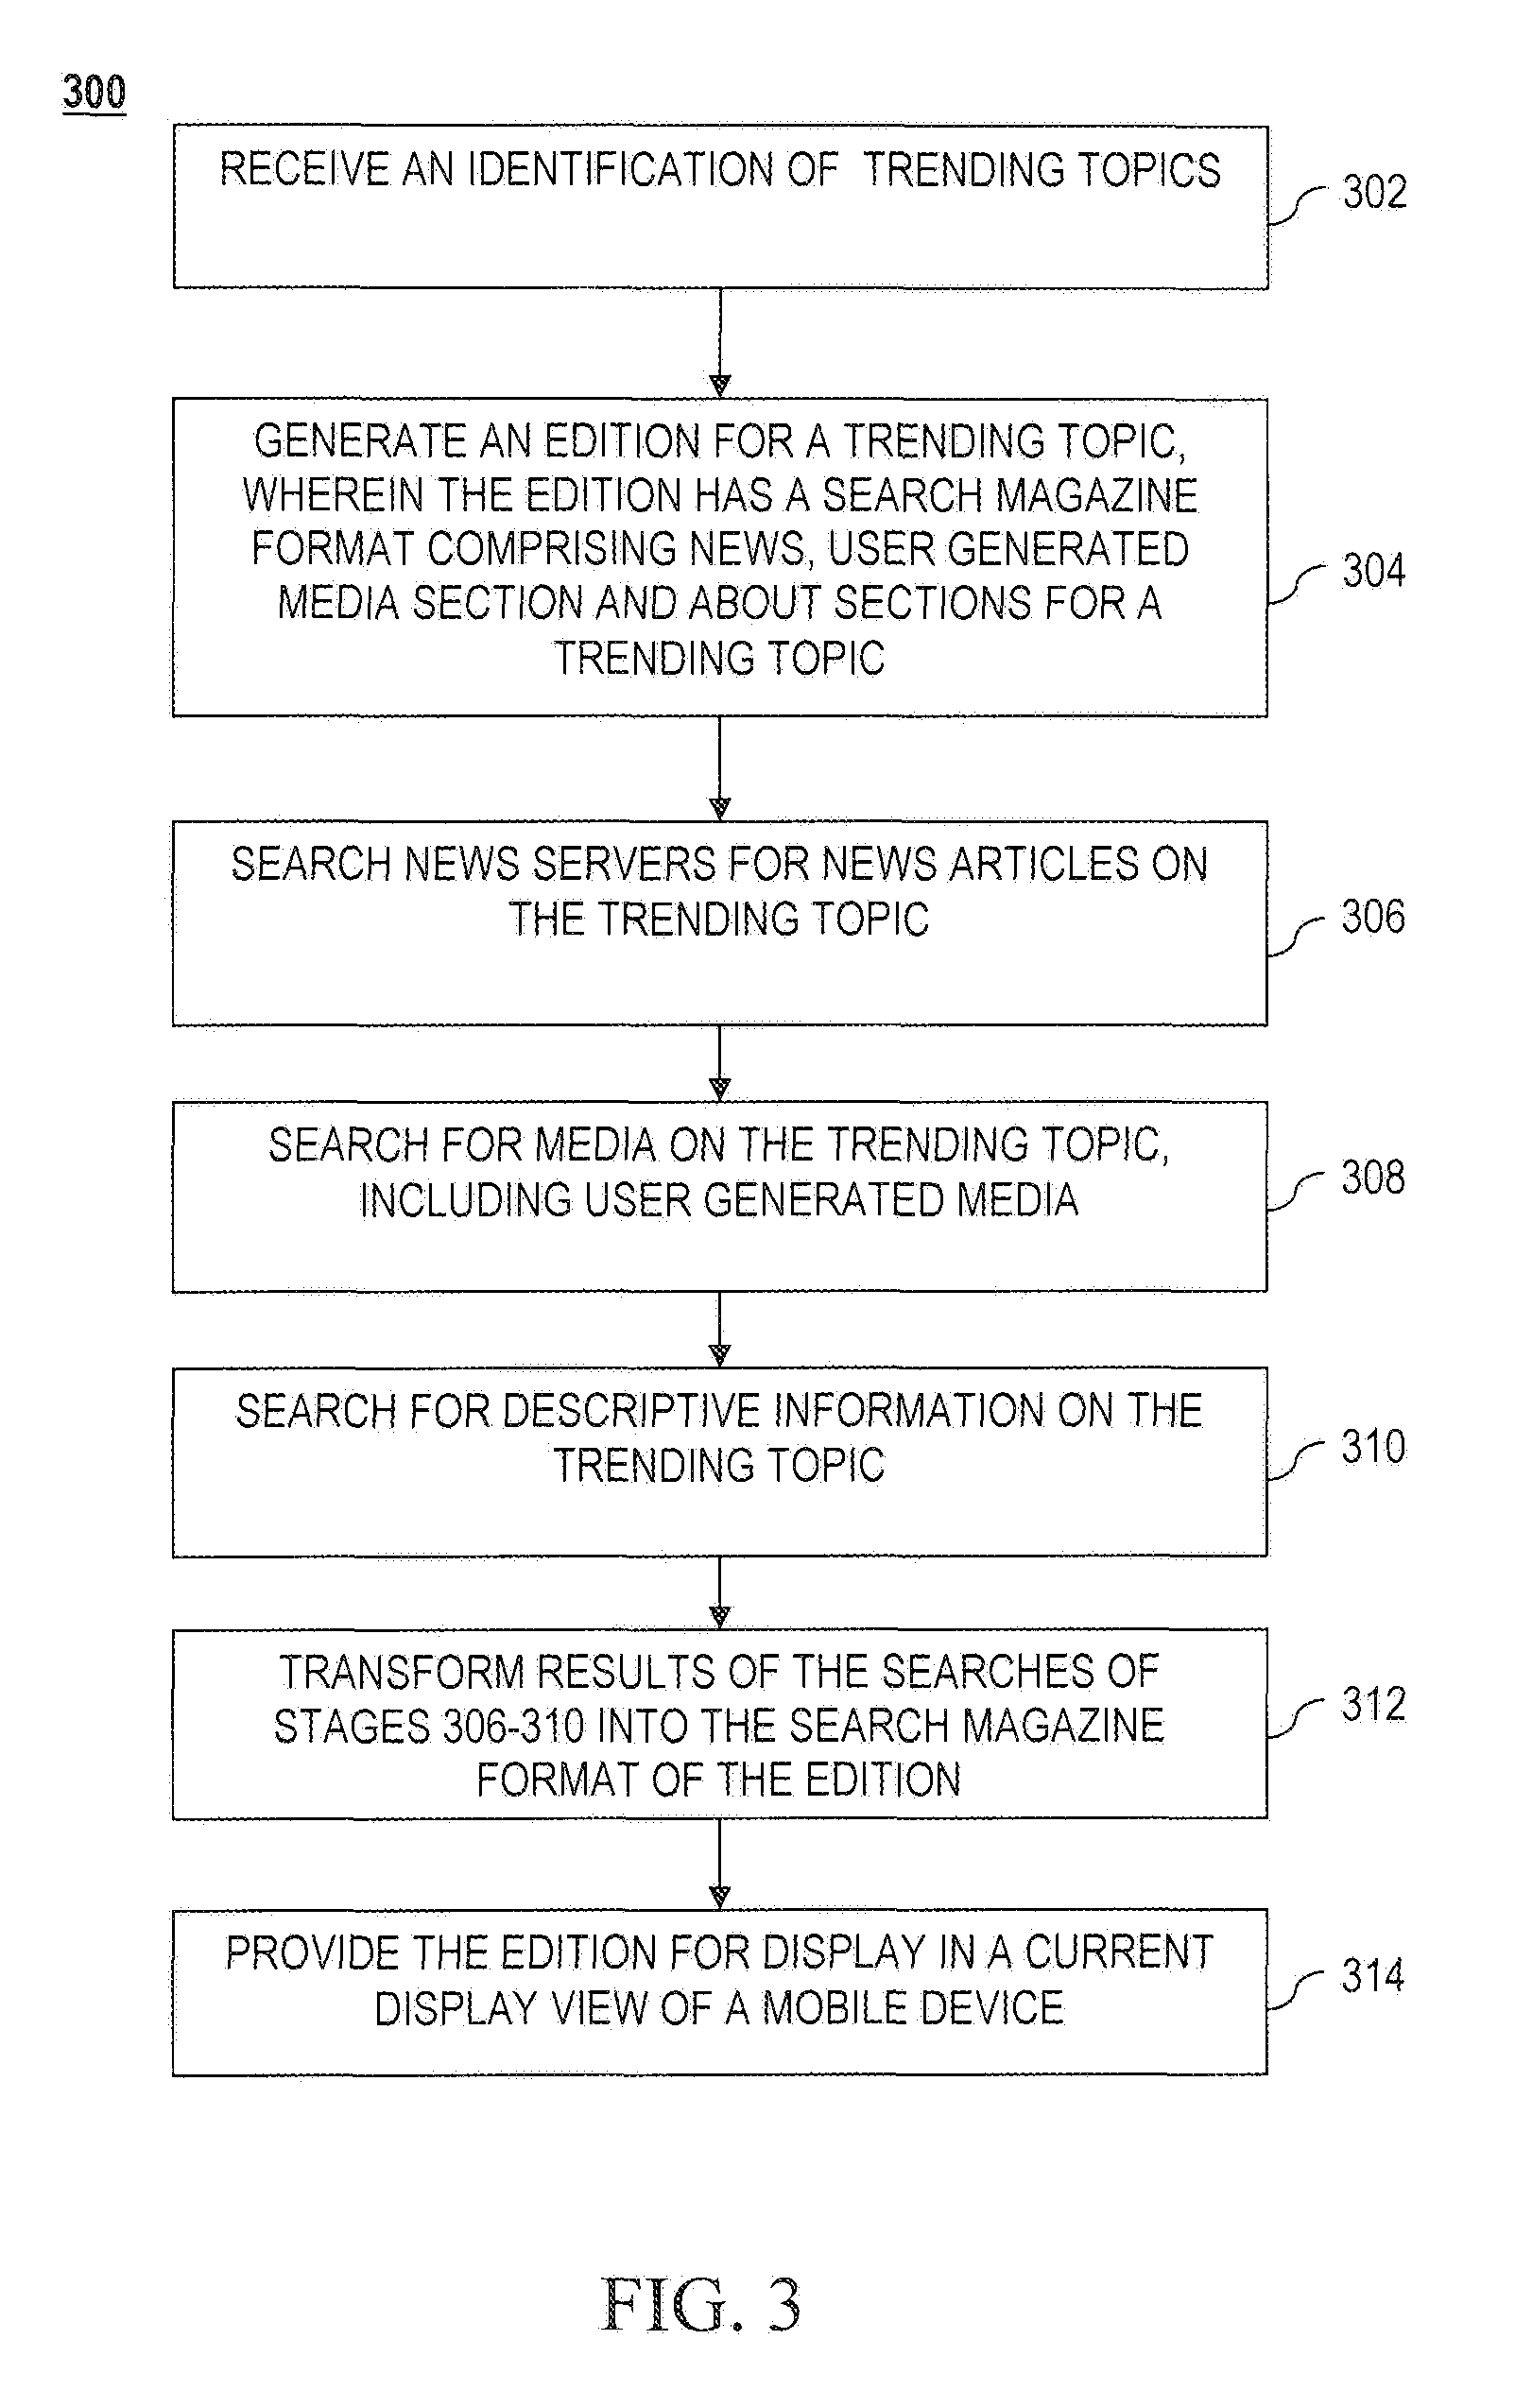 300
RECEIVE AN IDENTIFICATION OF TRENDING TOPICS
302
GENERATE AN EDITION FOR A TRENDING TOPIC,
WHEREIN THE EDITION HAS A SEARCH MAGAZINE
FORMAT COMPRISING NEWS, USER GENERATED
MEDIA SECTION AND ABOUT SECTIONS FOR A
TRENDING TOPIC
304
SEARCH NEWS SERVERS FOR NEWS ARTICLES ON
THE TRENDING TOPIC
306
SEARCH FOR MEDIA ON THE TRENDING TOPIC,
INCLUDING USER GENERATED MEDIA
308
SEARCH FOR DESCRIPTIVE INFORMATION ON THE
TRENDING TOPIC
310
TRANSFORM RESULTS OF THE SEARCHES OF
STAGES 306-310 INTO THE SEARCH MAGAZINE
FORMAT OF THE EDITION
312
PROVIDE THE EDITION FOR DISPLAY IN A CURRENT
DISPLAY VIEW OF A MOBILE DEVICE
314
FIG. 3